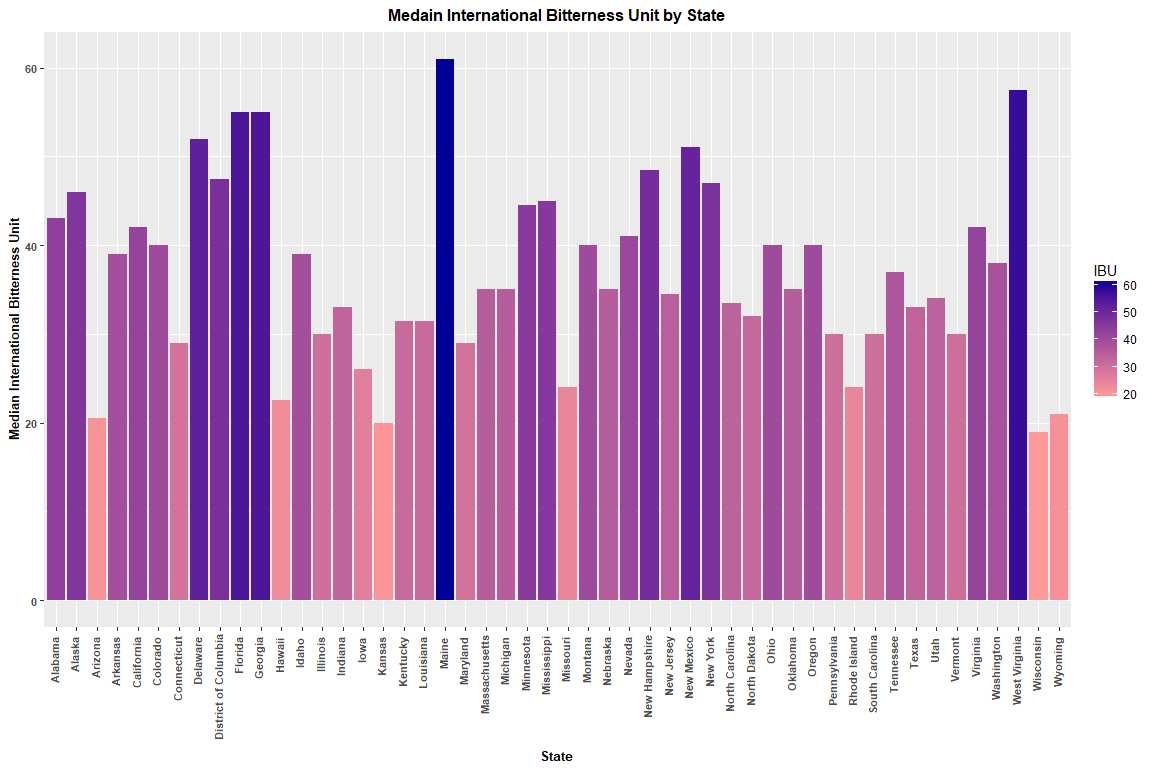 Medain International Bitterness Unit by State
Median International Bitterness Unit
60
40
20
0
Alabama
Alaska
Arizona
Arkansas
California
Colorado
Connecticut
Delaware
District of Columbia
Florida
Georgia
Hawaii
Idaho
Illinois
Indiana
Iowa
Kansas
Kentucky
Louisiana
Maine
Maryland
Massachusetts
Michigan
Minnesota
Mississippi
Missouri
Montana
Nebraska
Nevada
New Hampshire
New Jersey
New Mexico
New York
North Carolina
North Dakota
Ohio
Oklahoma
Oregon
Pennsylvania
Rhode Island
South Carolina
Tennessee
Texas
Utah
Vermont
Virginia
Washington
West Virginia
Wisconsin
Wyoming
State
IBU
60
50
40
30
20